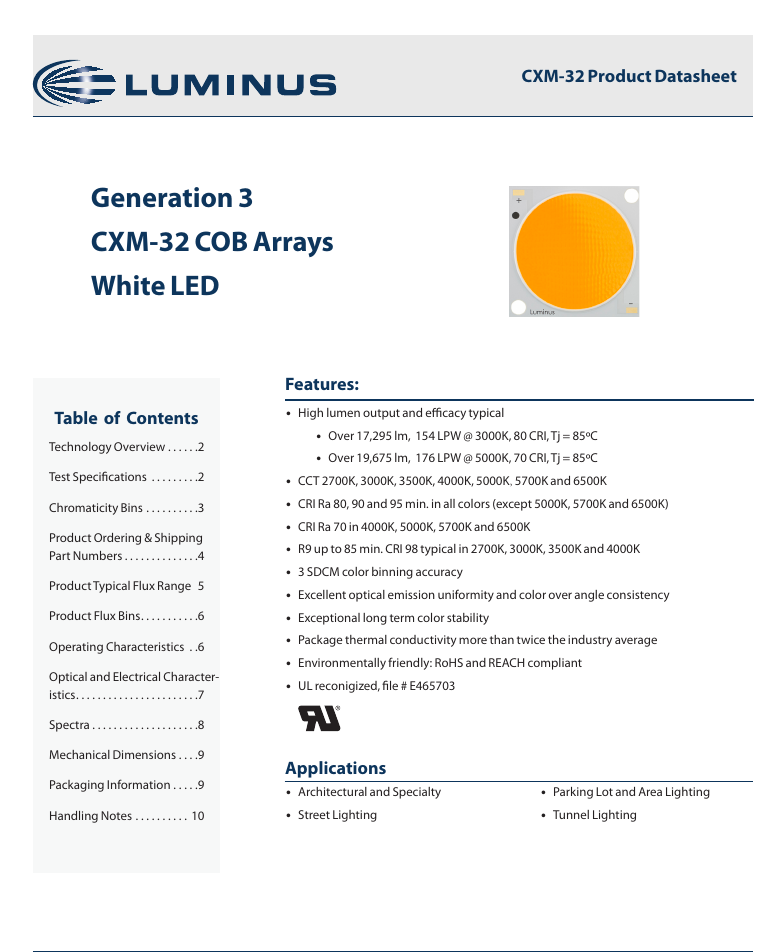 LUMINUS
CXM-32 Product Datasheet
Generation 3
CXM-32 COB Arrays
White LED
+
-
Luminus
Table of Contents
Technology Overview . . . . . .2
Test Specifications . . . . . . . . .2
Chromaticity Bins . . . . . . . . . .3
Product Ordering & Shipping
Part Numbers . . . . . . . . . . . . . .4
Product Typical Flux Range 5
Product Flux Bins. . . . . . . . . . .6
Operating Characteristics . .6
Optical and Electrical Character-
istics. . . . . . . . . . . . . . . . . . . . . . .7
Spectra . . . . . . . . . . . . . . . . . . . .8
Mechanical Dimensions . . . .9
Packaging Information . . . . .9
Handling Notes . . . . . . . . . . 10
Features:
• High lumen output and efficacy typical
• Over 17,295 lm, 154 LPW @ 3000K, 80 CRI, Tj = 85ºC
• Over 19,675 lm, 176 LPW @ 5000K, 70 CRI, Tj = 85ºC
• CCT 2700K, 3000K, 3500K, 4000K, 5000K. 5700K and 6500K
• CRI Ra 80, 90 and 95 min. in all colors (except 5000K, 5700K and 6500K)
• CRI Ra 70 in 4000K, 5000K, 5700K and 6500K
• R9 up to 85 min. CRI 98 typical in 2700K, 3000K, 3500K and 4000K
• 3 SDCM color binning accuracy
• Excellent optical emission uniformity and color over angle consistency
• Exceptional long term color stability
• Package thermal conductivity more than twice the industry average
• Environmentally friendly: RoHS and REACH compliant
• UL reconigized, file # E465703
®
Applications
• Architectural and Specialty
• Street Lighting
• Parking Lot and Area Lighting
• Tunnel Lighting